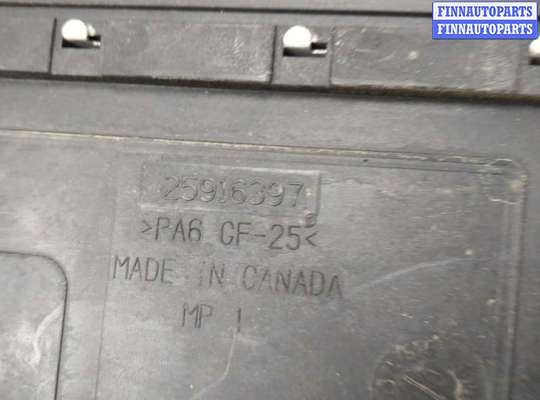 FINNAUTOPARTS
FINNAUTOPARTS
25916397
>PA6 GF-25<
MADE IN CANADA
MP 1